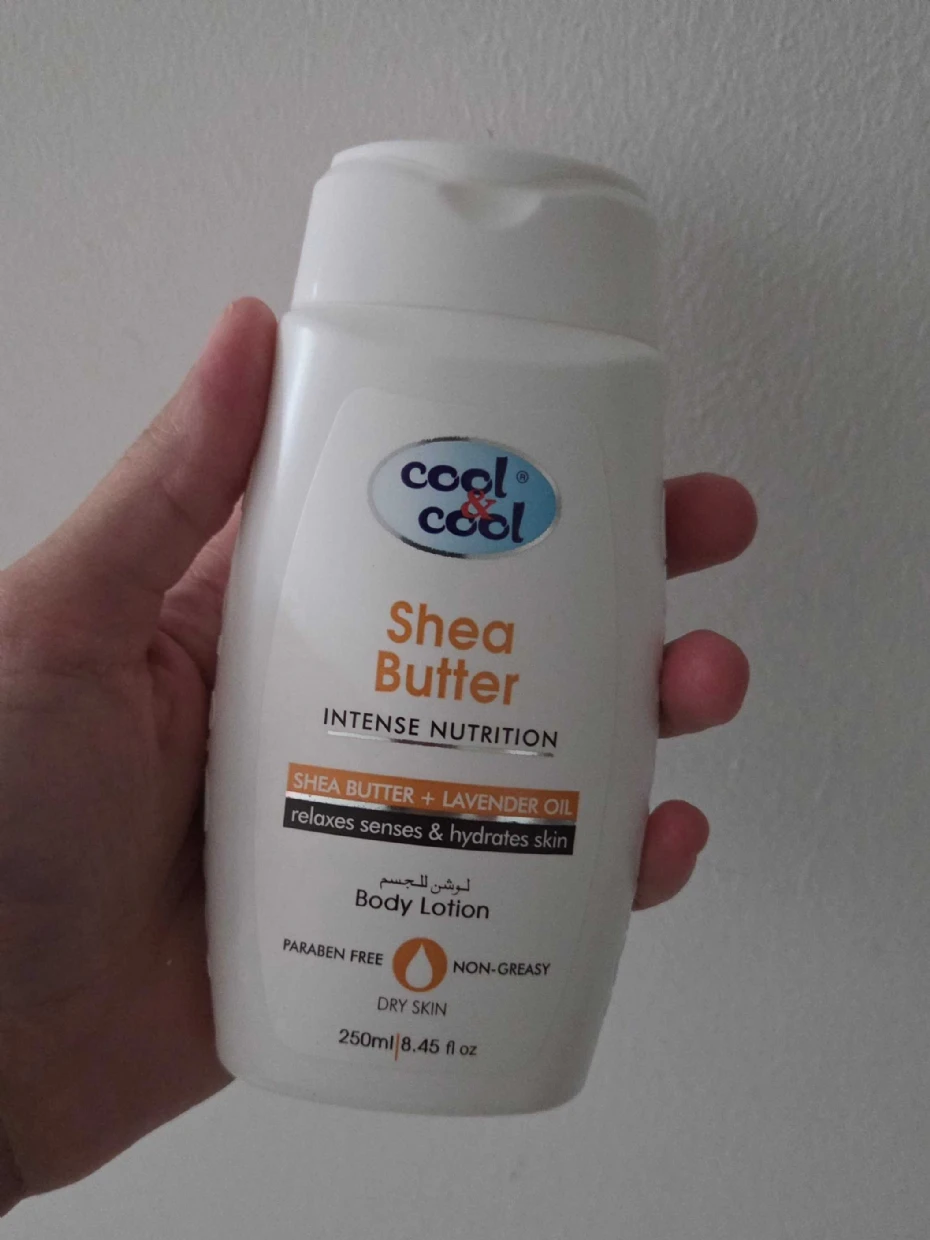 cool ®
&
cool
Shea
Butter
INTENSE NUTRITION
SHEA BUTTER + LAVENDER OIL
relaxes senses & hydrates skin
لوشن للجسم
Body Lotion
PARABEN FREE NON-GREASY
DRY SKIN
250ml|8.45 fl oz